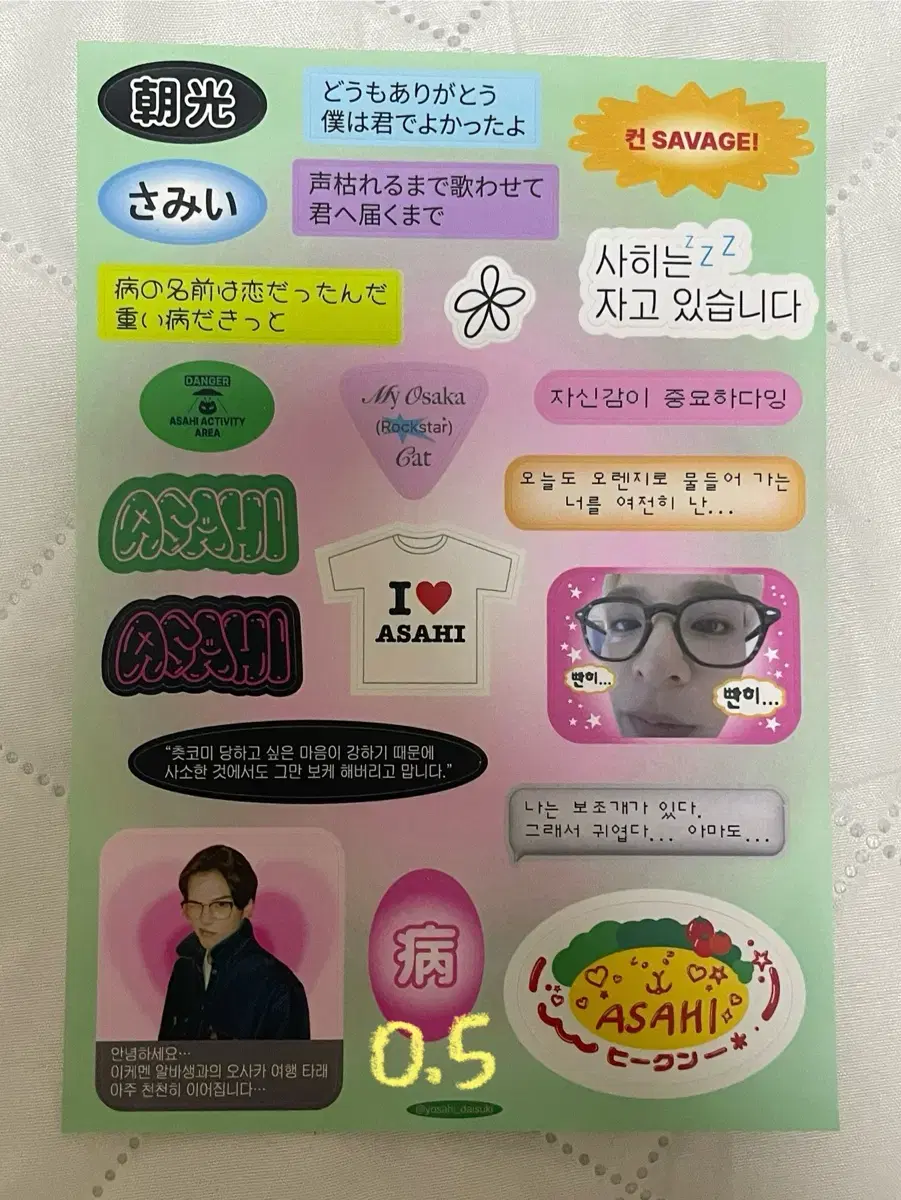 朝光
どうもありがとう
僕は君でよかったよ
컨 SAVAGE!
さみい
声枯れるまで歌わせて
君へ届くまで
사히는 z z z
자고 있습니다
病の名前は恋だったんだ
重い病だきっと
DANGER
ASAHI ACTIVITY
AREA
My Osaka
(Rockstar)
Cat
자신감이 중요하다잉
오늘도 오렌지로 물들어 가는
너를 여전히 난...
ASAHI
I ♥
ASAHI
ASAHI
빤히...
빤히...
“츳코미 당하고 싶은 마음이 강하기 때문에
사소한 것에서도 그만 보케 해버리고 맙니다.”
나는 보조개가 있다.
그래서 귀엽다... 아마도...
안녕하세요…
이케멘 알바생과의 오사카 여행 타래
아주 천천히 이어집니다…
病
0.5
ASAHI
ヒークンー*
@yosahi_daisuki